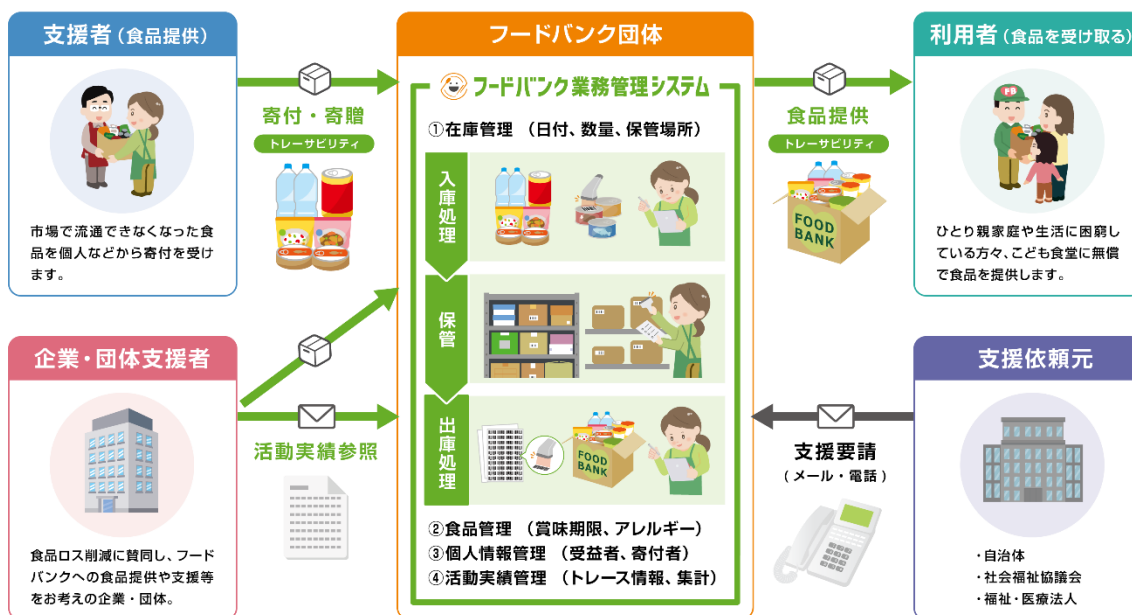 支援者（食品提供）
市場で流通できなくなった食
品を個人などから寄付を受け
ます。
企業・団体支援者
食品ロス削減に賛同し、フード
バンクへの食品提供や支援等
をお考えの企業・団体。
寄付・寄贈
トレーサビリティ
活動実績参照
フードバンク団体
フードバンク業務管理システム
①在庫管理 （日付、数量、保管場所）
入庫処理
保管
出庫処理
FOOD
BANK
②食品管理 （賞味期限、アレルギー）
③個人情報管理 （受益者、寄付者）
④活動実績管理 （トレース情報、集計）
食品提供
トレーサビリティ
FOOD
BANK
支援要請
（メール・電話）
利用者（食品を受け取る）
FB
ひとり親家庭や生活に困窮し
ている方々、こども食堂に無償
で食品を提供します。
支援依頼元
・自治体
・社会福祉協議会
・福祉・医療法人